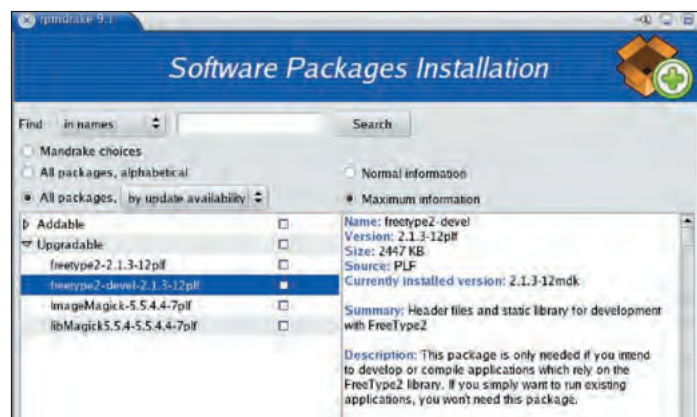 rpmdrake 9.1
Software Packages Installation
Find in names: Search
Mandrake choices
All packages, alphabetical
Normal information
All packages, by update availability
Maximum information
Addable
Upgradable
freetype2-2.1.3-12plf
freetype2-devel-2.1.3-12plf
ImageMagick-5.5.4.4-7plf
libMagick5.5.4-5.5.4.4-7plf
Name: freetype2-devel
Version: 2.1.3-12plf
Size: 2447 KB
Source: PLF
Currently installed version: 2.1.3-12mdk
Summary: Header files and static library for development
with FreeType2
Description: This package is only needed if you intend
to develop or compile applications which rely on the
FreeType2 library. If you simply want to run existing
applications, you won't need this package.